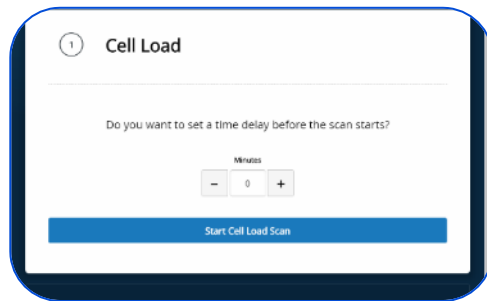 1 Cell Load
Do you want to set a time delay before the scan starts?
Minutes
- 0 +
Start Cell Load Scan